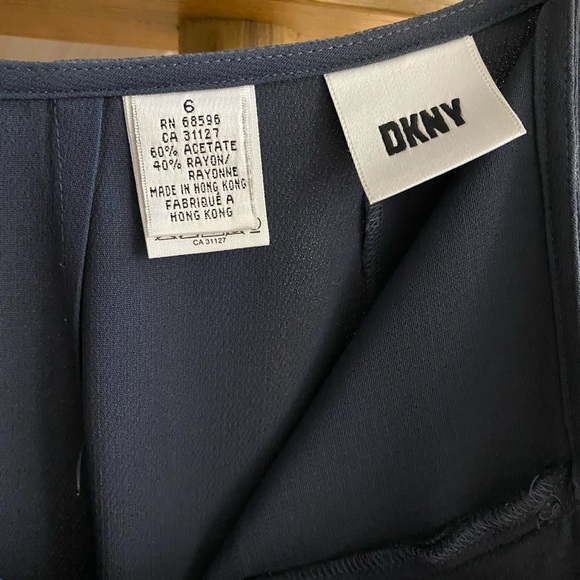 6
RN 68596
CA 31127
60% ACETATE
40% RAYON/
RAYONNE
MADE IN HONG KONG
FABRIQUÉ A
HONG KONG
CA 31127
DKNY